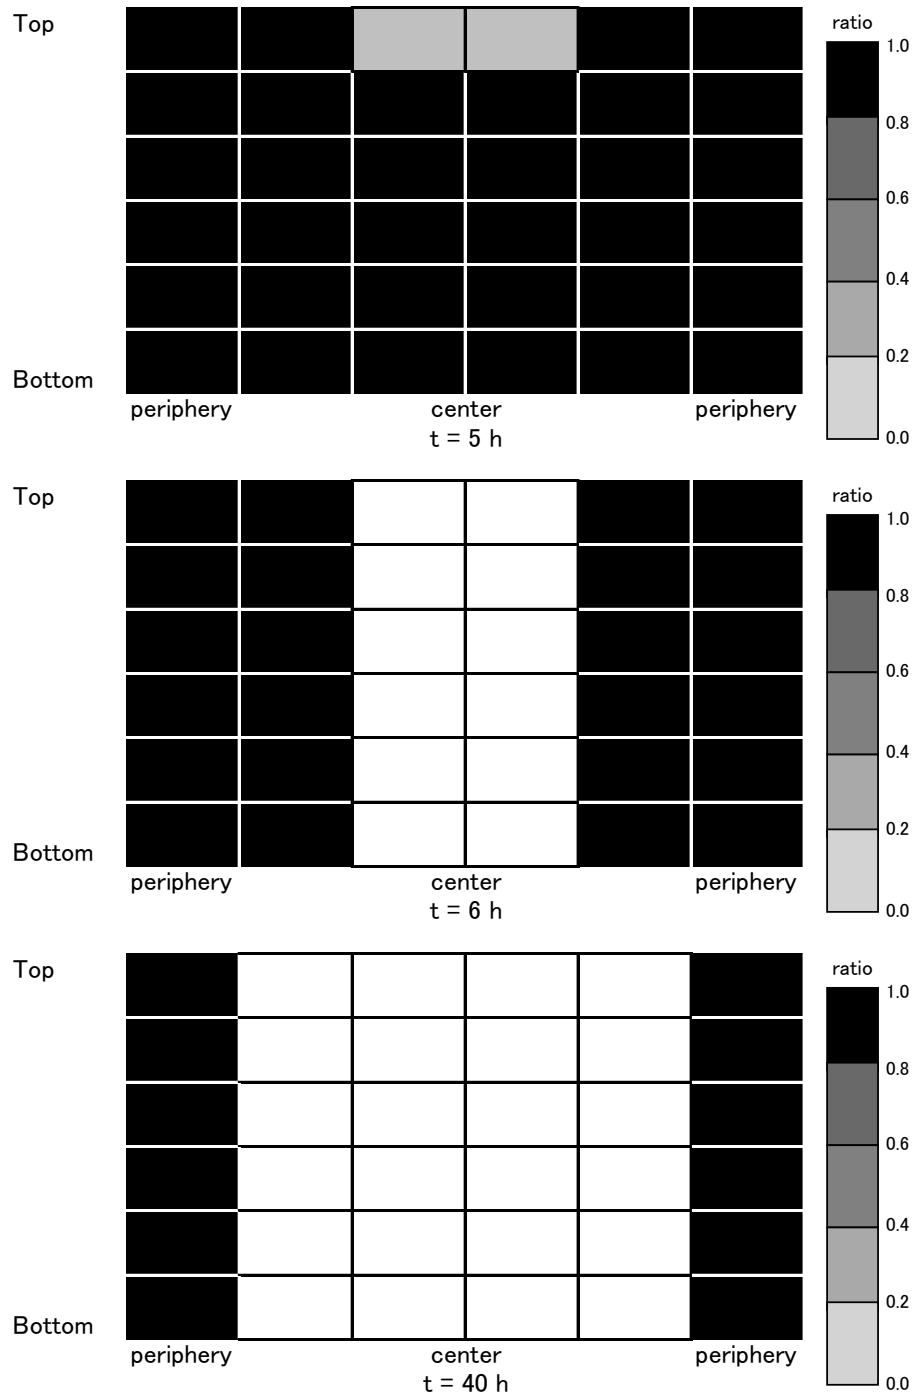 Top
ratio
1.0
0.8
0.6
0.4
0.2
0.0
Bottom
periphery center periphery
t = 5 h
Top
ratio
1.0
0.8
0.6
0.4
0.2
0.0
Bottom
periphery center periphery
t = 6 h
Top
ratio
1.0
0.8
0.6
0.4
0.2
0.0
Bottom
periphery center periphery
t = 40 h